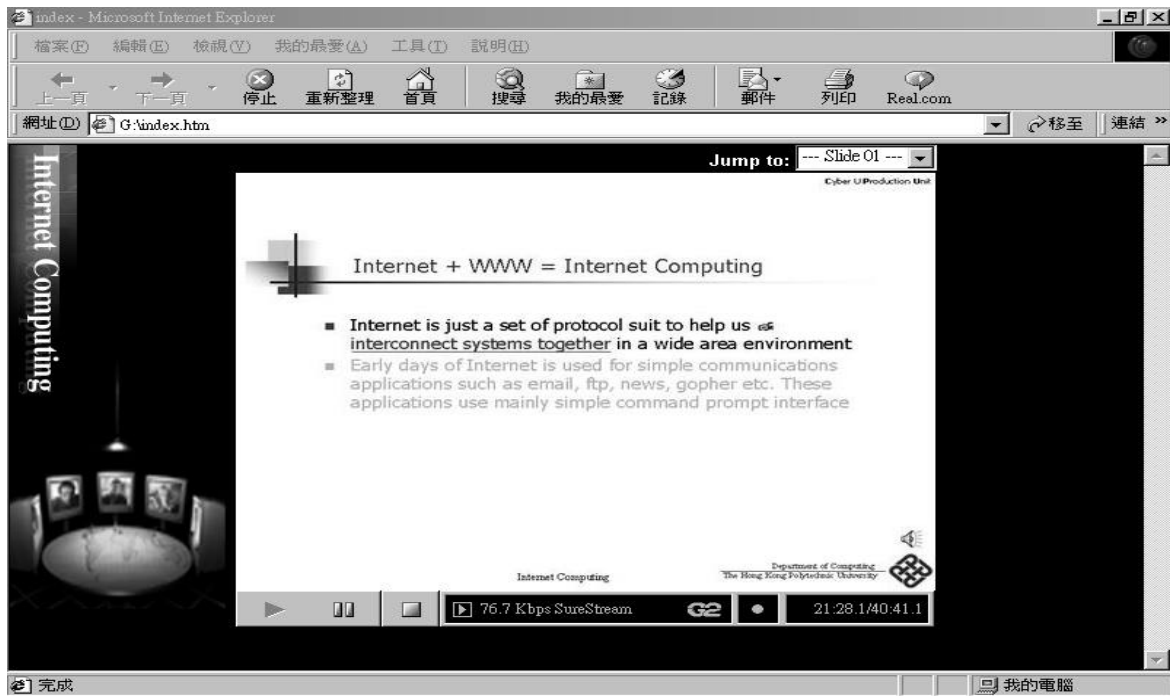 index - Microsoft Internet Explorer
檔案(F) 編輯(E) 檢視(V) 我的最愛(A) 工具(T) 說明(H)
上一頁 下一頁 停止 重新整理 首頁 搜尋 我的最愛 記錄 郵件 列印 Real.com
網址(D) G:\index.htm 移至 連結 »
Internet Computing
Jump to: --- Slide 01 ---
Cyber U Production Unit
Internet + WWW = Internet Computing
Internet is just a set of protocol suit to help us
interconnect systems together in a wide area environment
Early days of Internet is used for simple communications
applications such as email, ftp, news, gopher etc. These
applications use mainly simple command prompt interface
Internet Computing
Department of Computing
The Hong Kong Polytechnic University
76.7 Kbps SureStream G2 21:28.1/40:41.1
完成 我的電腦